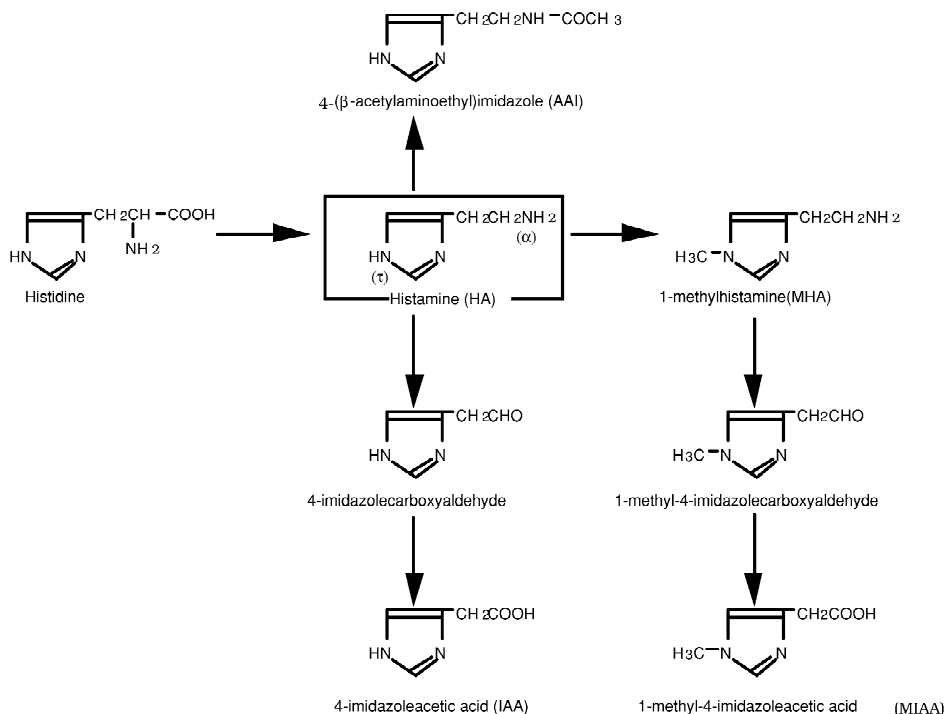 CH2CH2NH-COCH3
HN N
4-(β-acetylaminoethyl)imidazole (AAI)
CH2CH-COOH
NH2
HN N
Histidine
CH2CH2NH2
(α)
HN N
(τ)
Histamine (HA)
CH2CH2NH2
H3C-N N
1-methylhistamine(MHA)
CH2CHO
HN N
4-imidazolecarboxyaldehyde
CH2CHO
H3C-N N
1-methyl-4-imidazolecarboxyaldehyde
CH2COOH
HN N
4-imidazoleacetic acid (IAA)
CH2COOH
H3C-N N
1-methyl-4-imidazoleacetic acid (MIAA)